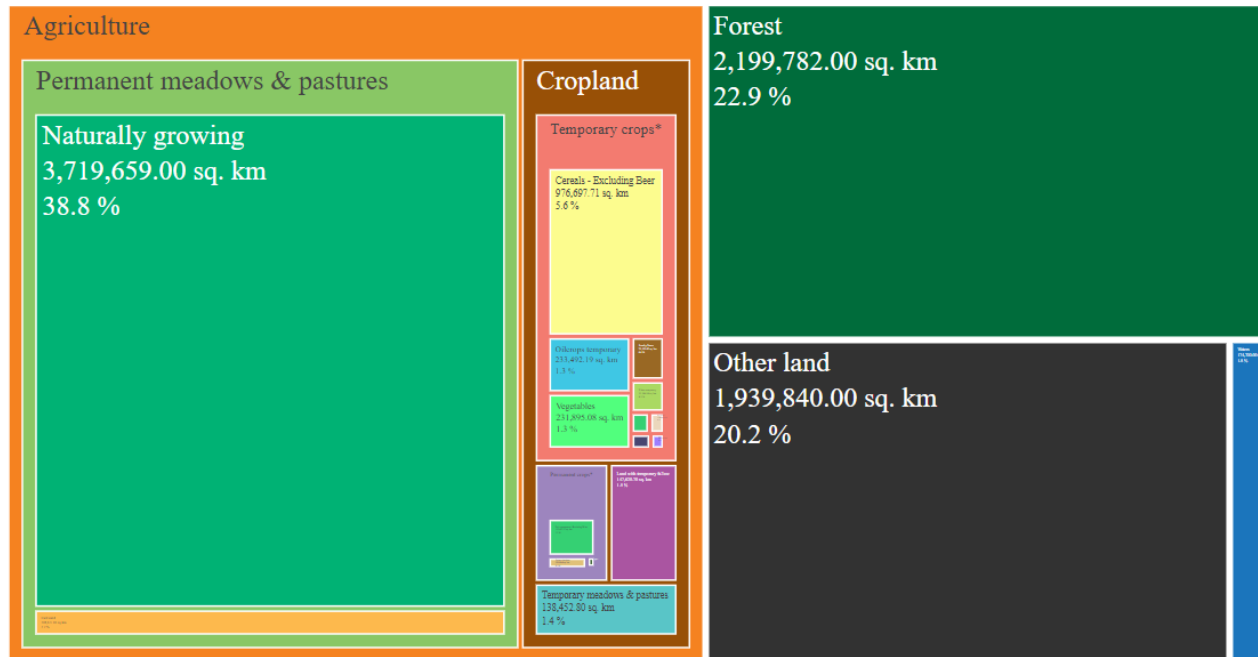 Agriculture
Permanent meadows & pastures
Naturally growing
3,719,659.00 sq. km
38.8 %
Cropland
Temporary crops*
Cereals - Excluding Beer
976,697.71 sq. km
5.6 %
Oilcrops temporary
233,492.19 sq. km
1.3 %
Vegetables
231,895.08 sq. km
1.3 %
Permanent crops*
Land with temporary fallow
Temporary meadows & pastures
138,452.80 sq. km
1.4 %
Forest
2,199,782.00 sq. km
22.9 %
Other land
1,939,840.00 sq. km
20.2 %